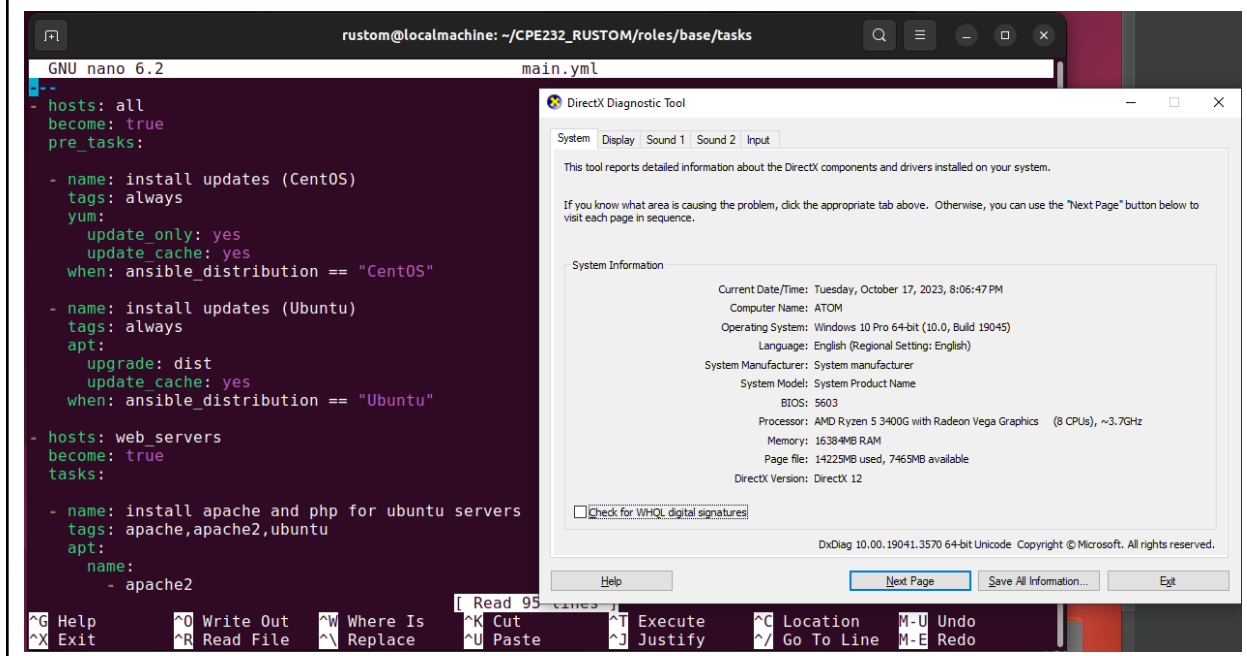 rustom@localmachine: ~/CPE232_RUSTOM/roles/base/tasks
GNU nano 6.2 main.yml
---
- hosts: all
become: true
pre_tasks:
- name: install updates (CentOS)
tags: always
yum:
update_only: yes
update_cache: yes
when: ansible_distribution == "CentOS"
- name: install updates (Ubuntu)
tags: always
apt:
upgrade: dist
update_cache: yes
when: ansible_distribution == "Ubuntu"
- hosts: web_servers
become: true
tasks:
- name: install apache and php for ubuntu servers
tags: apache,apache2,ubuntu
apt:
name:
- apache2
[ Read 95 lines ]
^G Help ^O Write Out ^W Where Is ^K Cut ^T Execute ^C Location M-U Undo
^X Exit ^R Read File ^\ Replace ^U Paste ^J Justify ^/ Go To Line M-E Redo
DirectX Diagnostic Tool
System Display Sound 1 Sound 2 Input
This tool reports detailed information about the DirectX components and drivers installed on your system.
If you know what area is causing the problem, click the appropriate tab above. Otherwise, you can use the "Next Page" button below to
visit each page in sequence.
System Information
Current Date/Time: Tuesday, October 17, 2023, 8:06:47 PM
Computer Name: ATOM
Operating System: Windows 10 Pro 64-bit (10.0, Build 19045)
Language: English (Regional Setting: English)
System Manufacturer: System manufacturer
System Model: System Product Name
BIOS: 5603
Processor: AMD Ryzen 5 3400G with Radeon Vega Graphics (8 CPUs), ~3.7GHz
Memory: 16384MB RAM
Page file: 14225MB used, 7465MB available
DirectX Version: DirectX 12
Check for WHQL digital signatures
DxDiag 10.00.19041.3570 64-bit Unicode Copyright © Microsoft. All rights reserved.
Help Next Page Save All Information... Exit